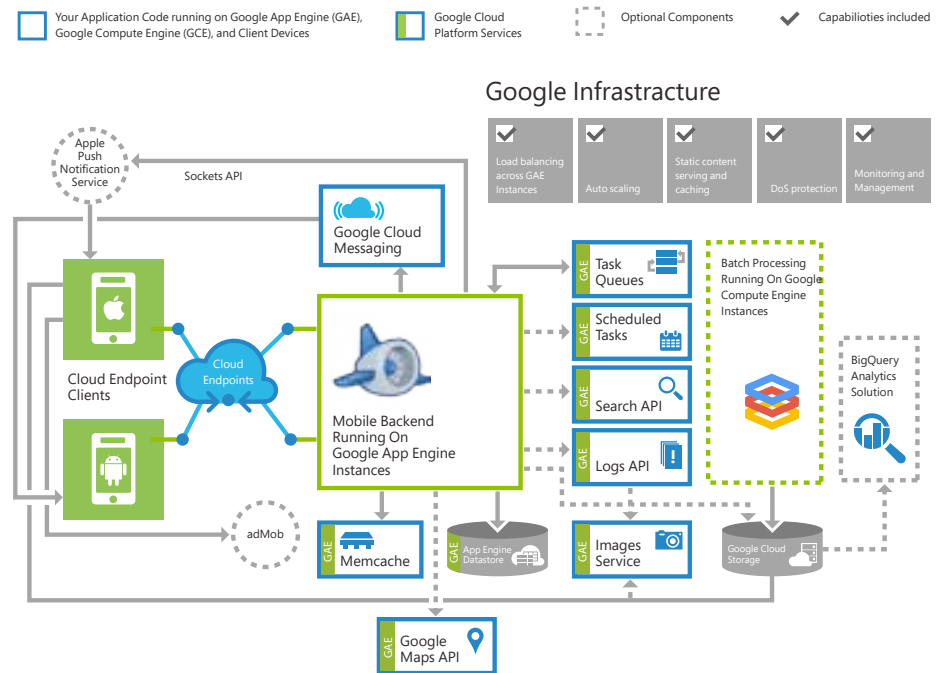 Your Application Code running on Google App Engine (GAE),
Google Compute Engine (GCE), and Client Devices
Google Cloud
Platform Services
Optional Components
Capabilioties included
Google Infrastracture
Load balancing
across GAE
Instances
Auto scaling
Static content
serving and
caching
DoS protection
Monitoring and
Management
Apple
Push
Notification
Service
Sockets API
Google Cloud
Messaging
GAE
Task
Queues
Batch Processing
Running On Google
Compute Engine
Instances
GAE
Scheduled
Tasks
Cloud
Endpoints
Cloud Endpoint
Clients
BigQuery
Analytics
Solution
GAE
Search API
Mobile Backend
Running On
Google App Engine
Instances
GAE
Logs API
adMob
GAE
Memcache
GAE
App Engine
Datastore
GAE
Images
Service
Google Cloud
Storage
GAE
Google
Maps API